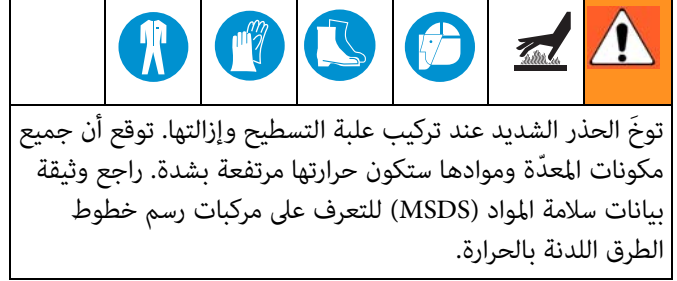 توخَ الحذر الشديد عند تركيب علبة التسطيح وإزالتها. توقع أن جميع
مكونات المعدّة وموادها ستكون حرارتها مرتفعة بشدة. راجع وثيقة
بيانات سلامة المواد (MSDS) للتعرف على مركبات رسم خطوط
الطرق اللدنة بالحرارة.